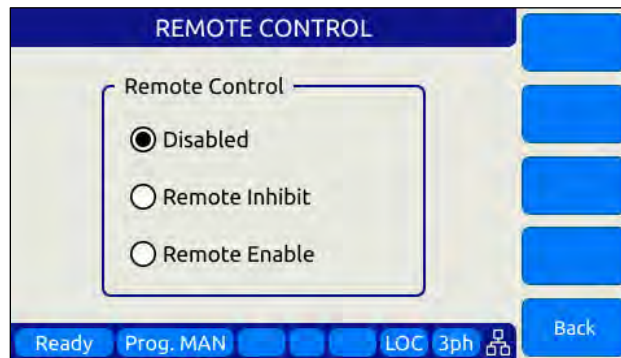 REMOTE CONTROL
Remote Control
Disabled
Remote Inhibit
Remote Enable
Back
Ready Prog. MAN LOC 3ph